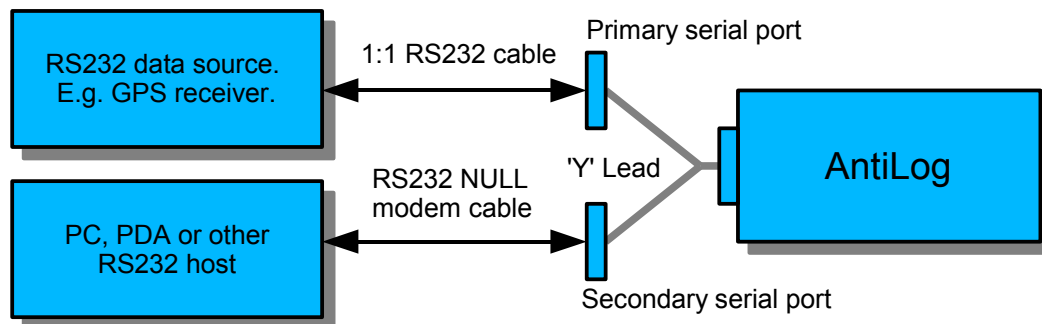 Primary serial port
RS232 data source.
E.g. GPS receiver.
1:1 RS232 cable
'Y' Lead
AntiLog
RS232 NULL
modem cable
PC, PDA or other
RS232 host
Secondary serial port